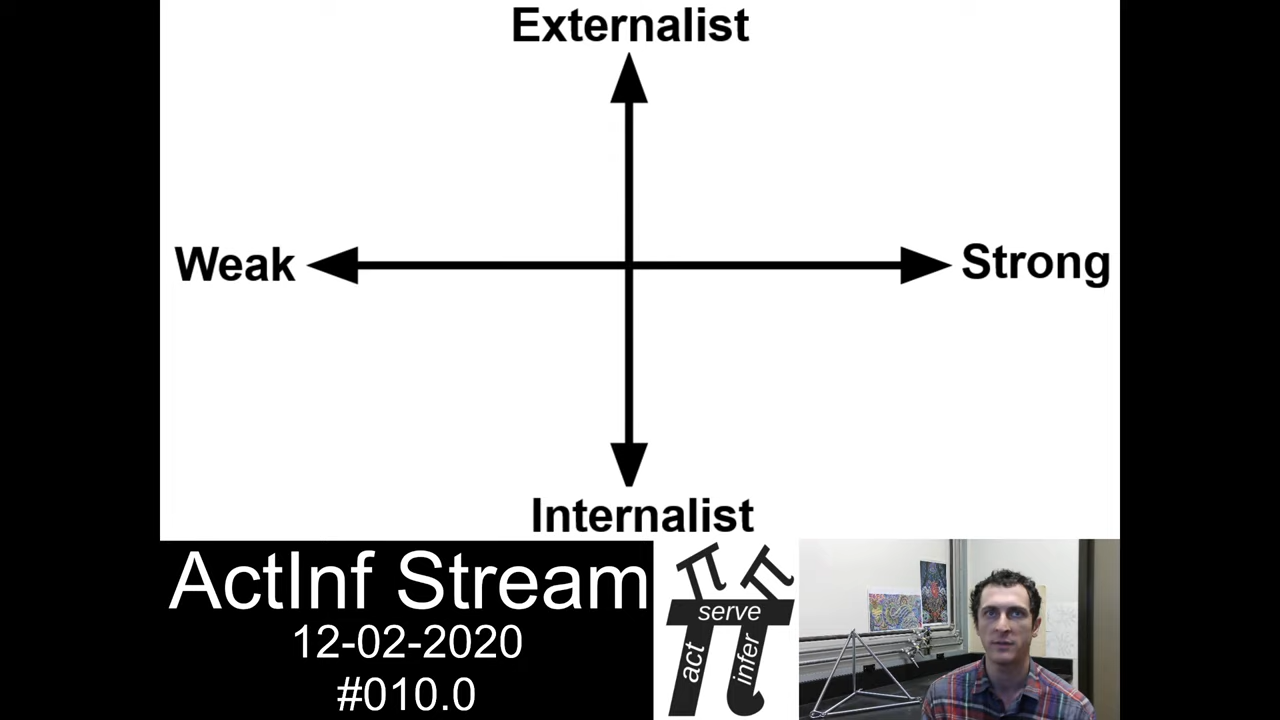 Externalist
Weak
Strong
Internalist
ActInf Stream
12-02-2020
#010.0
π π
serve
π
act
infer